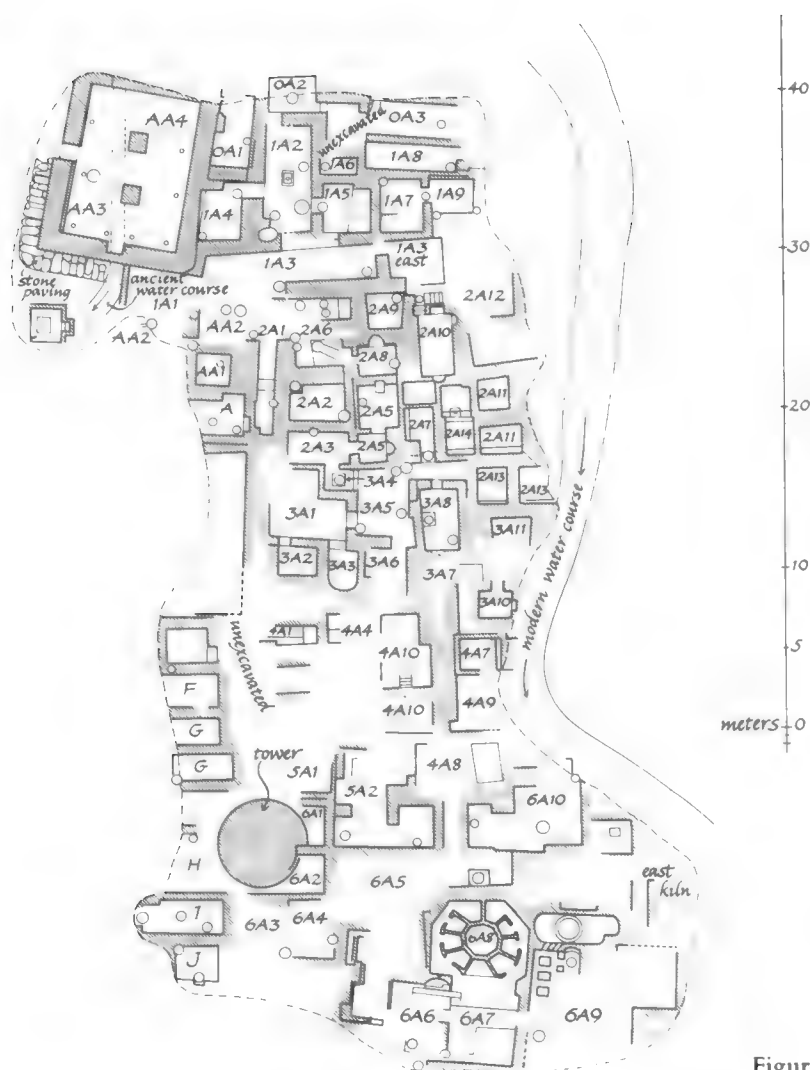 40
OA2
AA4
OA3
unexcavated
1A2
OA1
1A8
1A6
1A5
1A7
1A9
AA3
1A4
30
1A3
1A3
east
stone
paving
ancient
water course
1A1
2A12
2A9
AA2
2A1
2A6
2A10
AA2
2A8
AA1
2A11
20
A
2A2
2A5
2A7
2A14
2A11
2A3
2A5
3A4
2A13
2A13
3A1
3A5
3A8
3A11
3A2
3A3
3A6
3A7
10
modern water course
3A10
4A1
4A4
unexcavated
4A10
4A7
5
F
4A10
4A9
G
meters
0
tower
G
5A1
4A8
5A2
6A10
6A1
H
6A2
6A5
east
kiln
I
6A3
6A4
6A8
J
6A6
6A7
6A9
Figur